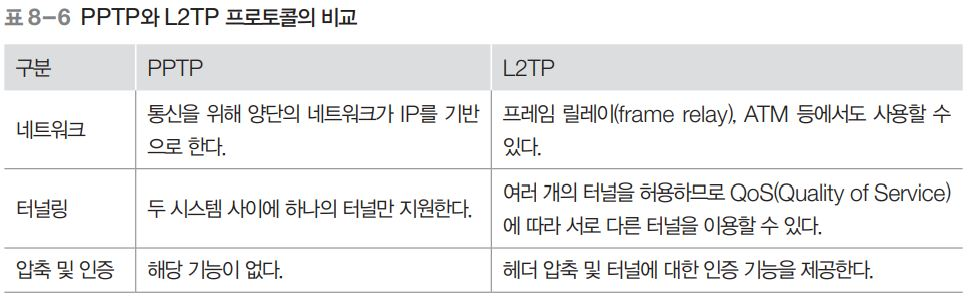 표 8-6 PPTP와 L2TP 프로토콜의 비교
구분 PPTP L2TP
네트워크
통신을 위해 양단의 네트워크가 IP를 기반
으로 한다.
프레임 릴레이(frame relay), ATM 등에서도 사용할 수
있다.
터널링
두 시스템 사이에 하나의 터널만 지원한다.
여러 개의 터널을 허용하므로 QoS(Quality of Service)
에 따라 서로 다른 터널을 이용할 수 있다.
압축 및 인증
해당 기능이 없다.
헤더 압축 및 터널에 대한 인증 기능을 제공한다.